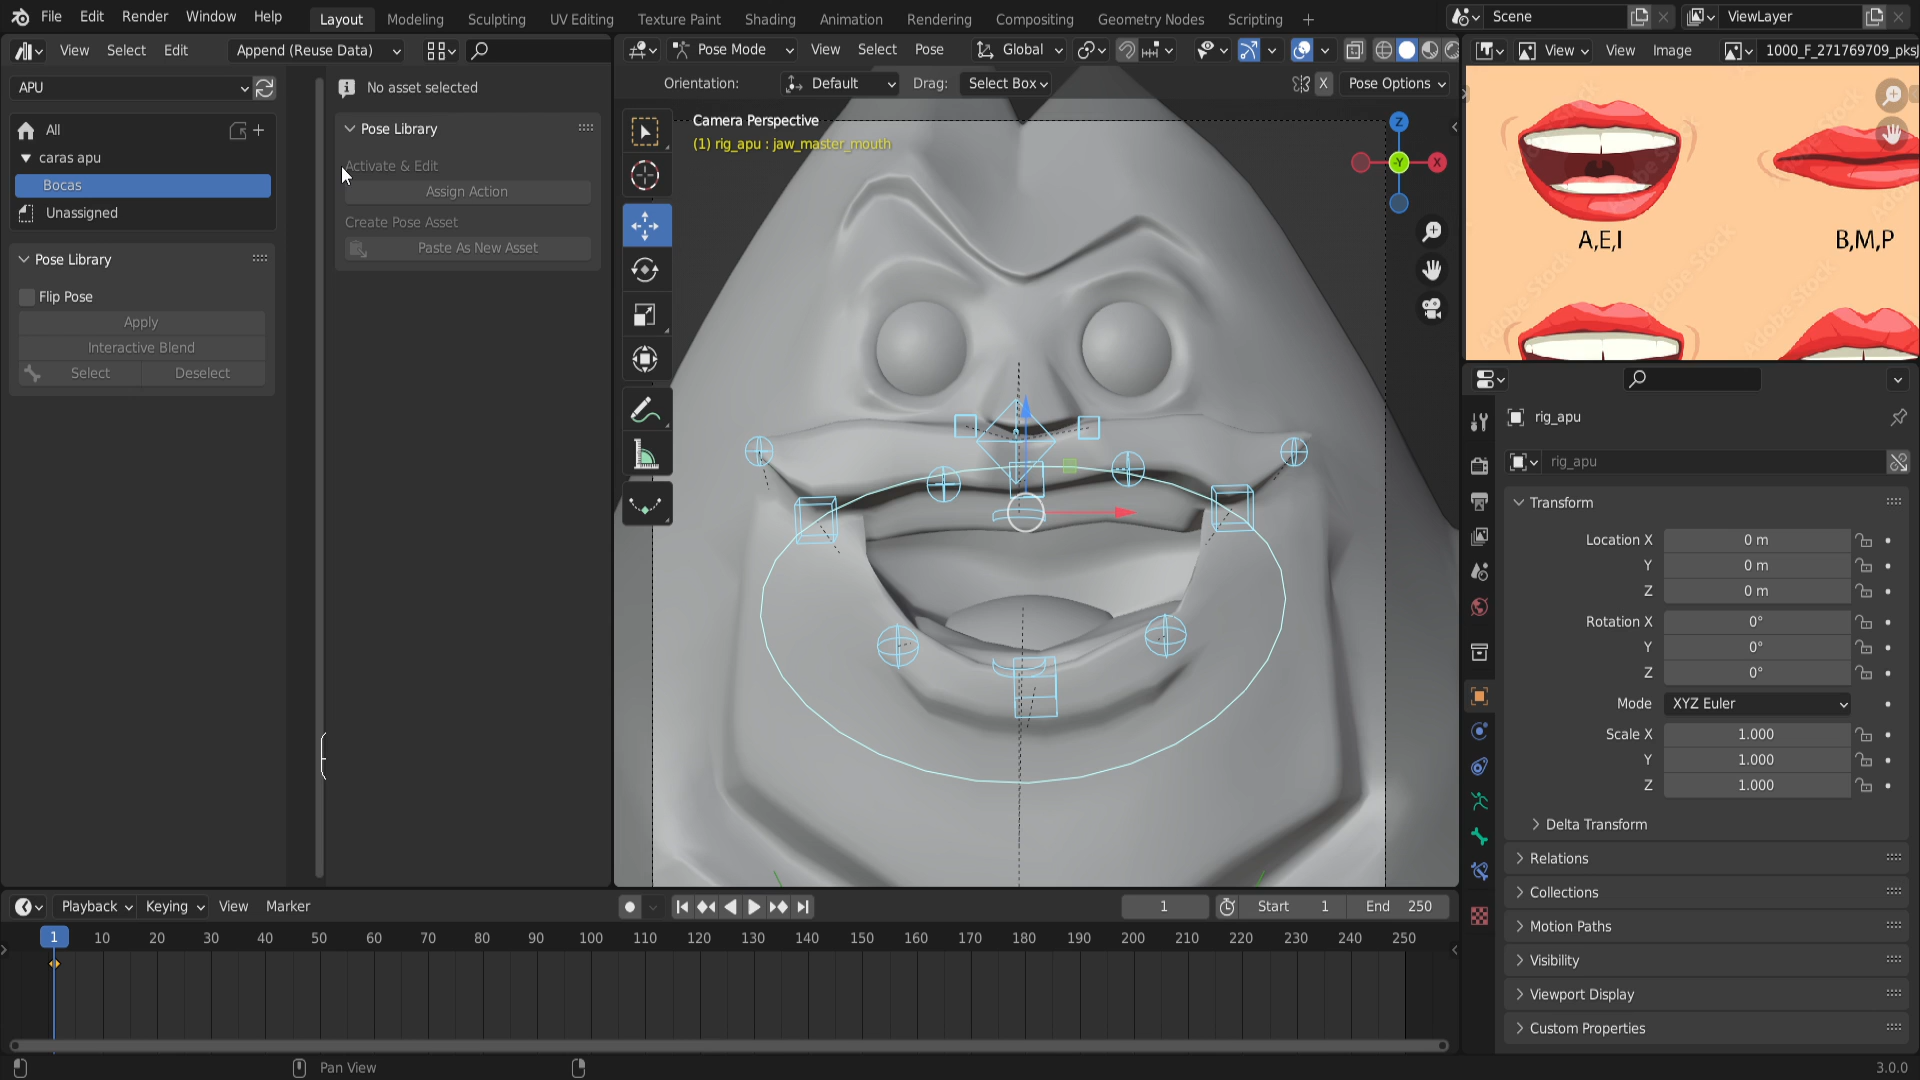 File Edit Render Window Help Layout Modeling Sculpting UV Editing Texture Paint Shading Animation Rendering Compositing Geometry Nodes Scripting + Scene ViewLayer
View Select Edit Append (Reuse Data) Pose Mode View Select Pose Global View View Image 1000_F_271769709_pks
APU No asset selected Orientation: Default Drag: Select Box X Pose Options
All
caras apu
Bocas
Unassigned
Pose Library
Flip Pose
Apply
Interactive Blend
Select Deselect
Pose Library
Activate & Edit
Assign Action
Create Pose Asset
Paste As New Asset
Camera Perspective
(1) rig_apu : jaw_master_mouth
Z
-Y X
A,E,I B,M,P
Adobe Stock
rig_apu
rig_apu
Transform
Location X 0 m
Y 0 m
Z 0 m
Rotation X 0°
Y 0°
Z 0°
Mode XYZ Euler
Scale X 1.000
Y 1.000
Z 1.000
Delta Transform
Relations
Collections
Motion Paths
Visibility
Viewport Display
Custom Properties
Playback Keying View Marker 1 Start 1 End 250
1 10 20 30 40 50 60 70 80 90 100 110 120 130 140 150 160 170 180 190 200 210 220 230 240 250
Pan View 3.0.0